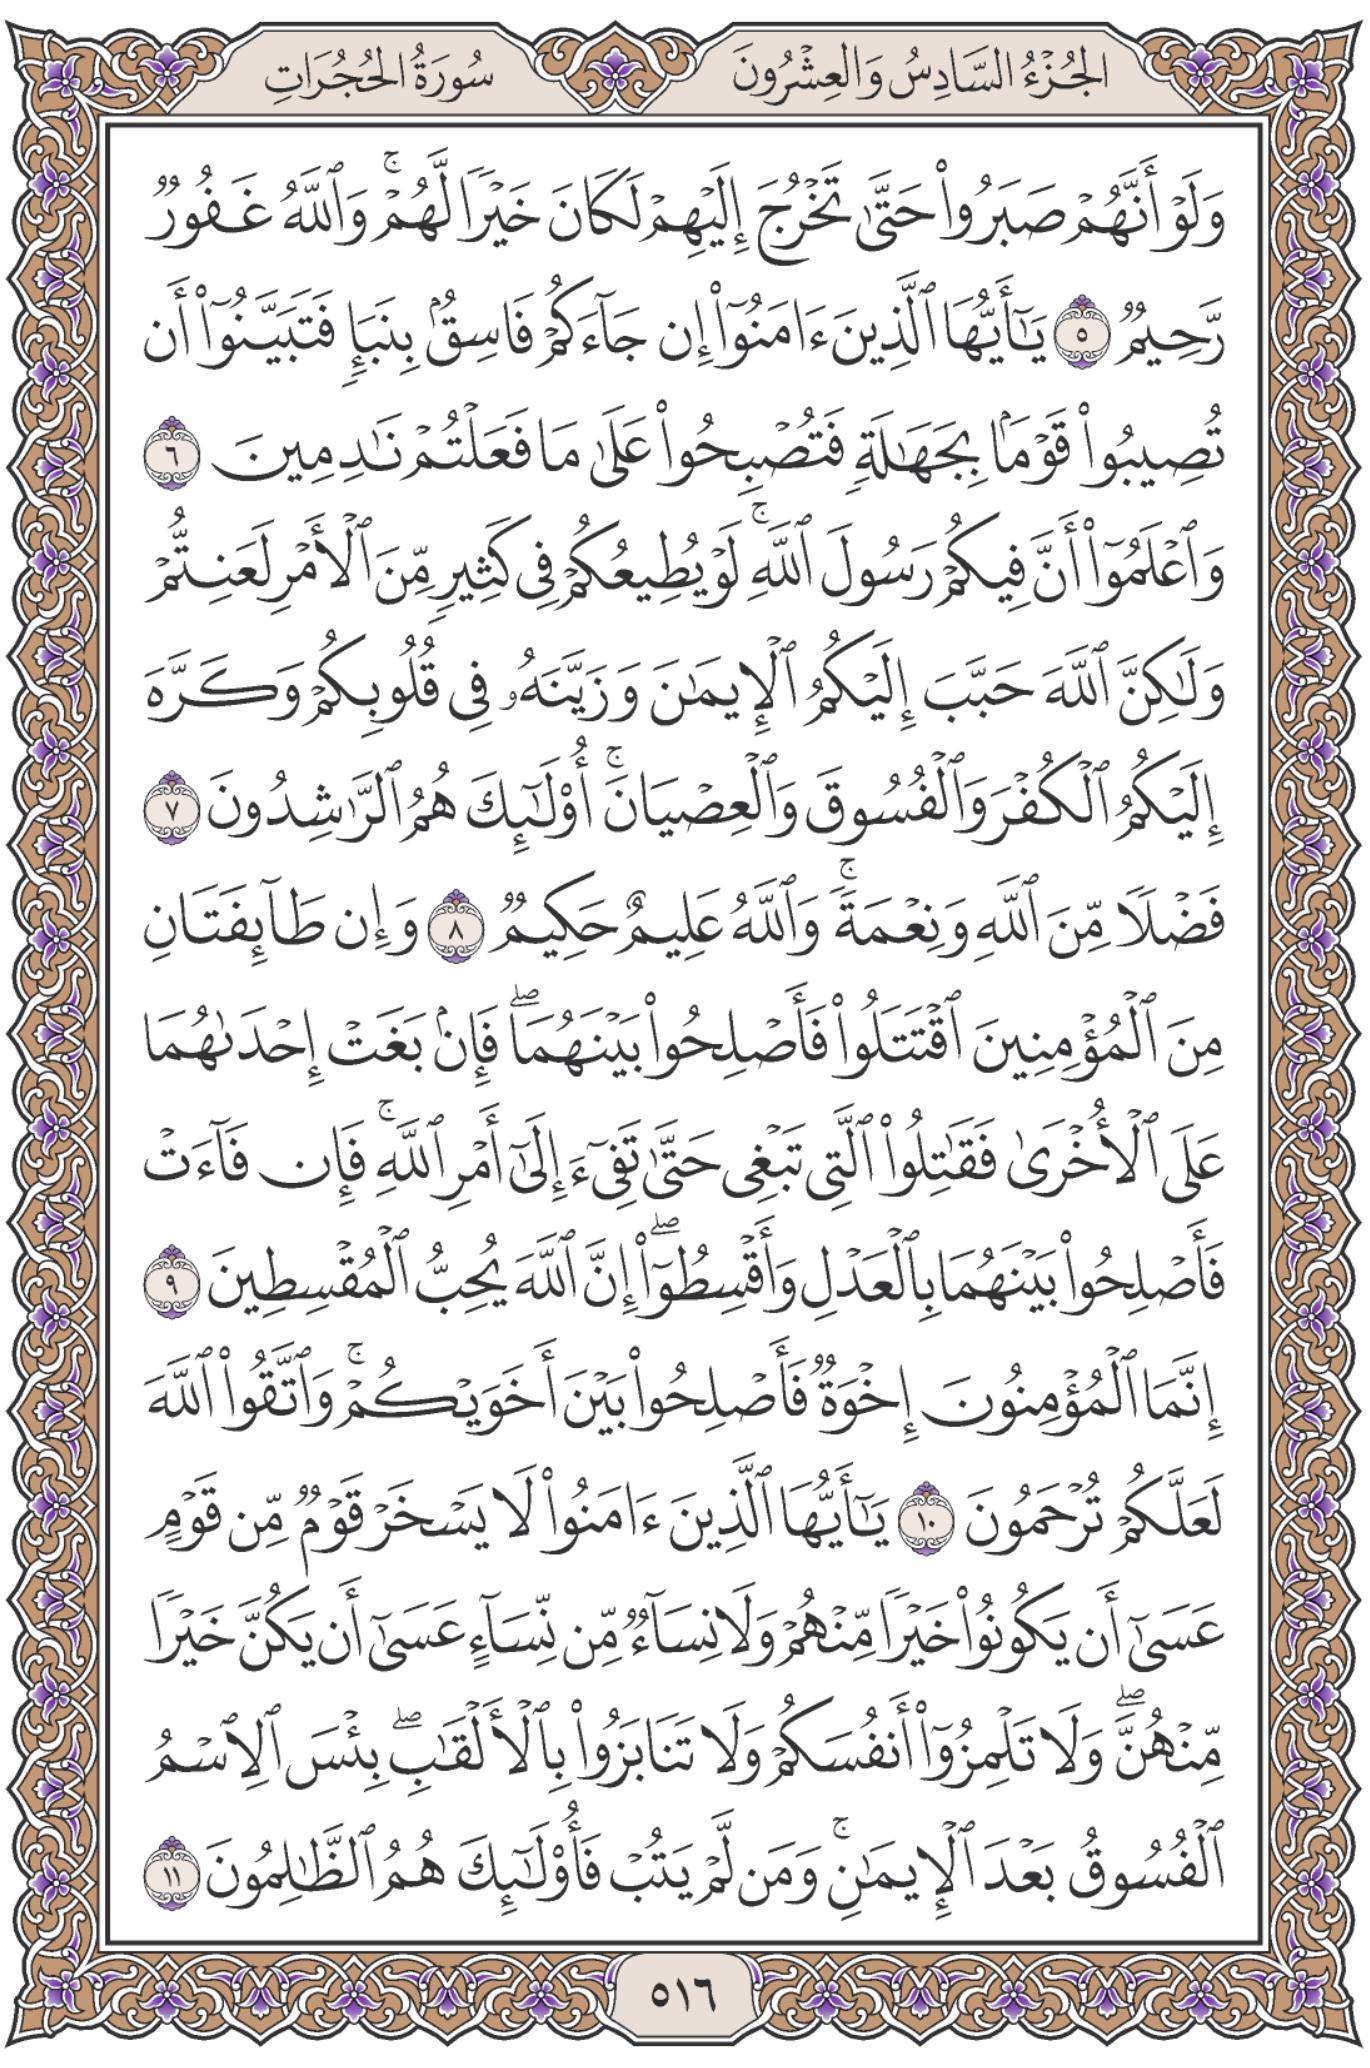 الجُزْءُ السَّادِسُ وَالعِشْرُونَ
سُورَةُ الحُجُرَاتِ
وَلَوْ أَنَّهُمْ صَبَرُواْ حَتَّىٰ تَخْرُجَ إِلَيْهِمْ لَكَانَ خَيْرٗا لَّهُمْۚ وَٱللَّهُ غَفُورٞ
رَّحِيمٞ ٥ يَٰٓأَيُّهَا ٱلَّذِينَ ءَامَنُوٓاْ إِن جَآءَكُمْ فَاسِقُۢ بِنَبَإٖ فَتَبَيَّنُوٓاْ أَن
تُصِيبُواْ قَوْمَۢا بِجَهَٰلَةٖ فَتُصْبِحُواْ عَلَىٰ مَا فَعَلْتُمْ نَٰدِمِينَ ٦
وَٱعْلَمُوٓاْ أَنَّ فِيكُمْ رَسُولَ ٱللَّهِۚ لَوْ يُطِيعُكُمْ فِي كَثِيرٖ مِّنَ ٱلْأَمْرِ لَعَنِتُّمْ
وَلَٰكِنَّ ٱللَّهَ حَبَّبَ إِلَيْكُمُ ٱلْإِيمَٰنَ وَزَيَّنَهُۥ فِي قُلُوبِكُمْ وَكَرَّهَ
إِلَيْكُمُ ٱلْكُفْرَ وَٱلْفُسُوقَ وَٱلْعِصْيَانَۚ أُوْلَٰٓئِكَ هُمُ ٱلرَّٰشِدُونَ ٧
فَضْلٗا مِّنَ ٱللَّهِ وَنِعْمَةٗۚ وَٱللَّهُ عَلِيمٌ حَكِيمٞ ٨ وَإِن طَآئِفَتَانِ
مِنَ ٱلْمُؤْمِنِينَ ٱقْتَتَلُواْ فَأَصْلِحُواْ بَيْنَهُمَاۖ فَإِنۢ بَغَتْ إِحْدَىٰهُمَا
عَلَى ٱلْأُخْرَىٰ فَقَٰتِلُواْ ٱلَّتِي تَبْغِي حَتَّىٰ تَفِيٓءَ إِلَىٰٓ أَمْرِ ٱللَّهِۚ فَإِن فَآءَتْ
فَأَصْلِحُواْ بَيْنَهُمَا بِٱلْعَدْلِ وَأَقْسِطُوٓاْۖ إِنَّ ٱللَّهَ يُحِبُّ ٱلْمُقْسِطِينَ ٩
إِنَّمَا ٱلْمُؤْمِنُونَ إِخْوَةٞ فَأَصْلِحُواْ بَيْنَ أَخَوَيْكُمْۚ وَٱتَّقُواْ ٱللَّهَ
لَعَلَّكُمْ تُرْحَمُونَ ١٠ يَٰٓأَيُّهَا ٱلَّذِينَ ءَامَنُواْ لَا يَسْخَرْ قَوْمٞ مِّن قَوْمٍ
عَسَىٰٓ أَن يَكُونُواْ خَيْرٗا مِّنْهُمْ وَلَا نِسَآءٞ مِّن نِّسَآءٍ عَسَىٰٓ أَن يَكُنَّ خَيْرٗا
مِّنْهُنَّۖ وَلَا تَلْمِزُوٓاْ أَنفُسَكُمْ وَلَا تَنَابَزُواْ بِٱلْأَلْقَٰبِۖ بِئْسَ ٱلِٱسْمُ
ٱلْفُسُوقُ بَعْدَ ٱلْإِيمَٰنِۚ وَمَن لَّمْ يَتُبْ فَأُوْلَٰٓئِكَ هُمُ ٱلظَّٰلِمُونَ ١١
٥١٦